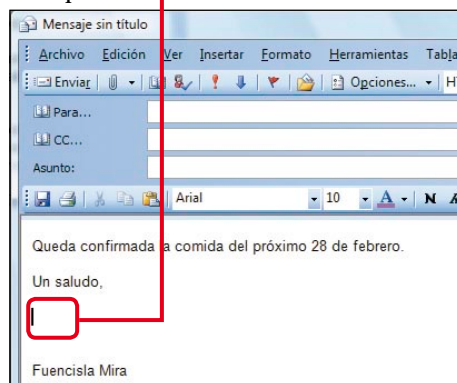 Mensaje sin título
Archivo Edición Ver Insertar Formato Herramientas Tabla
Enviar Opciones...
Para...
CC...
Asunto:
Arial 10 A N
Queda confirmada la comida del próximo 28 de febrero.
Un saludo,
Fuencisla Mira